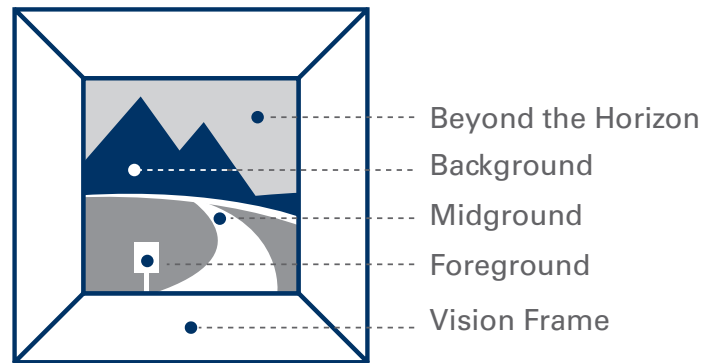 Beyond the Horizon
Background
Midground
Foreground
Vision Frame